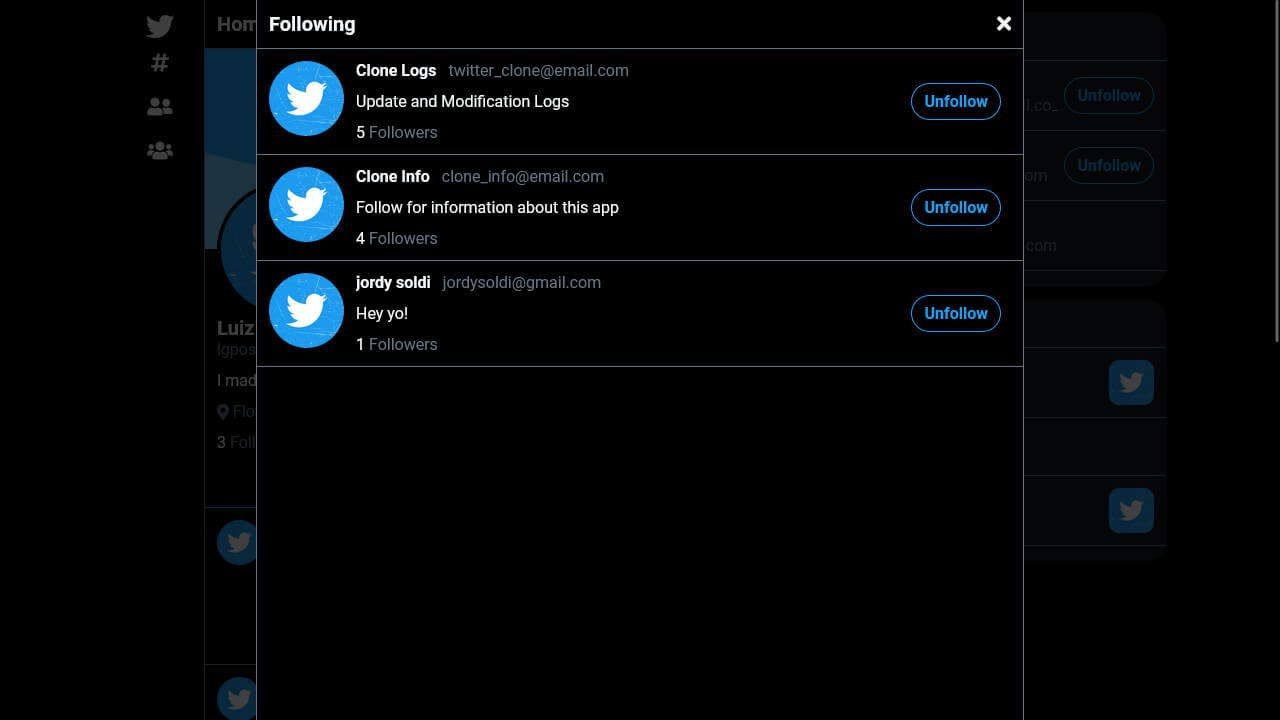 Following
Clone Logs twitter_clone@email.com
Update and Modification Logs
5 Followers
Unfollow
Clone Info clone_info@email.com
Follow for information about this app
4 Followers
Unfollow
jordy soldi jordysoldi@gmail.com
Hey yo!
1 Followers
Unfollow
Hom
#
Luiz
lgpos
I made
Flo
3 Foll
l.co_
Unfollow
om
Unfollow
.com